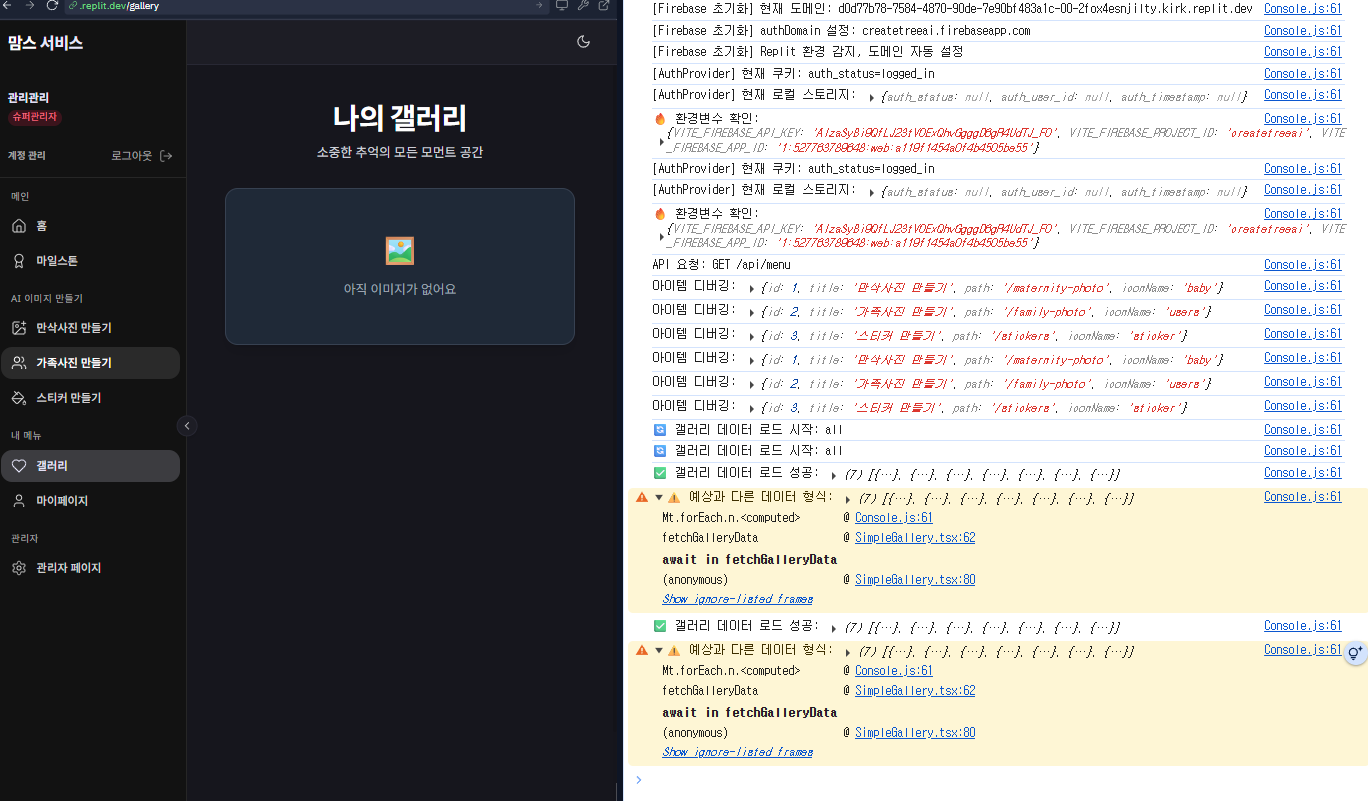 .replit.dev/gallery
맘스 서비스
관리관리
슈퍼관리자
계정 관리
로그아웃
메인
홈
마일스톤
AI 이미지 만들기
만삭사진 만들기
가족사진 만들기
스티커 만들기
내 메뉴
갤러리
마이페이지
관리자
관리자 페이지
나의 갤러리
소중한 추억의 모든 모먼트 공간
아직 이미지가 없어요
[Firebase 초기화] 현재 도메인: d0d77b78-7584-4870-90de-7e90bf483a1c-00-2fox4esnjilty.kirk.replit.dev Console.js:61
[Firebase 초기화] authDomain 설정: createtreeai.firebaseapp.com Console.js:61
[Firebase 초기화] Replit 환경 감지, 도메인 자동 설정 Console.js:61
[AuthProvider] 현재 쿠키: auth_status=logged_in Console.js:61
[AuthProvider] 현재 로컬 스토리지: ▶ {auth_status: null, auth_user_id: null, auth_timestamp: null} Console.js:61
🔥 환경변수 확인: Console.js:61
▶ {VITE_FIREBASE_API_KEY: VITE_FIREBASE_PROJECT_ID: 'createtreeai', VITE
_FIREBASE_APP_ID: '1:527763789648:web:a119f1454a0f4b4505be55'}
[AuthProvider] 현재 쿠키: auth_status=logged_in Console.js:61
[AuthProvider] 현재 로컬 스토리지: ▶ {auth_status: null, auth_user_id: null, auth_timestamp: null} Console.js:61
🔥 환경변수 확인: Console.js:61
▶ {VITE_FIREBASE_API_KEY: VITE_FIREBASE_PROJECT_ID: 'createtreeai', VITE
_FIREBASE_APP_ID: '1:527763789648:web:a119f1454a0f4b4505be55'}
API 요청: GET /api/menu Console.js:61
아이템 디버깅: ▶ {id: 1, title: '만삭사진 만들기', path: '/maternity-photo', iconName: 'baby'} Console.js:61
아이템 디버깅: ▶ {id: 2, title: '가족사진 만들기', path: '/family-photo', iconName: 'users'} Console.js:61
아이템 디버깅: ▶ {id: 3, title: '스티커 만들기', path: '/stickers', iconName: 'sticker'} Console.js:61
아이템 디버깅: ▶ {id: 1, title: '만삭사진 만들기', path: '/maternity-photo', iconName: 'baby'} Console.js:61
아이템 디버깅: ▶ {id: 2, title: '가족사진 만들기', path: '/family-photo', iconName: 'users'} Console.js:61
아이템 디버깅: ▶ {id: 3, title: '스티커 만들기', path: '/stickers', iconName: 'sticker'} Console.js:61
🔄 갤러리 데이터 로드 시작: all Console.js:61
🔄 갤러리 데이터 로드 시작: all Console.js:61
✅ 갤러리 데이터 로드 성공: ▶ (7) [{…}, {…}, {…}, {…}, {…}, {…}, {…}] Console.js:61
▼ ⚠️ 예상과 다른 데이터 형식: ▶ (7) [{…}, {…}, {…}, {…}, {…}, {…}, {…}] Console.js:61
Mt.forEach.n.<computed> @ Console.js:61
fetchGalleryData @ SimpleGallery.tsx:62
await in fetchGalleryData
(anonymous) @ SimpleGallery.tsx:80
Show ignore-listed frames
✅ 갤러리 데이터 로드 성공: ▶ (7) [{…}, {…}, {…}, {…}, {…}, {…}, {…}] Console.js:61
▼ ⚠️ 예상과 다른 데이터 형식: ▶ (7) [{…}, {…}, {…}, {…}, {…}, {…}, {…}] Console.js:61
Mt.forEach.n.<computed> @ Console.js:61
fetchGalleryData @ SimpleGallery.tsx:62
await in fetchGalleryData
(anonymous) @ SimpleGallery.tsx:80
Show ignore-listed frames